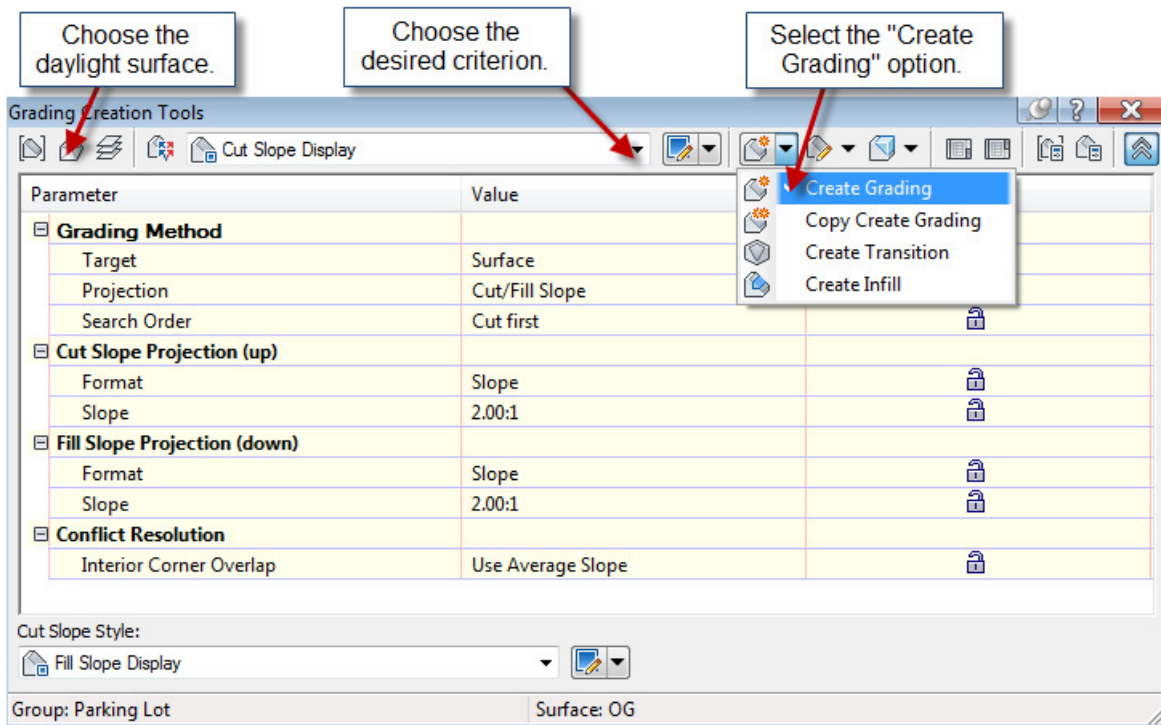 Choose the
daylight surface.
Choose the
desired criterion.
Select the "Create
Grading" option.
Grading Creation Tools
Cut Slope Display
Parameter Value
Create Grading
Copy Create Grading
Create Transition
Create Infill
Grading Method
Target Surface
Projection Cut/Fill Slope
Search Order Cut first
Cut Slope Projection (up)
Format Slope
Slope 2.00:1
Fill Slope Projection (down)
Format Slope
Slope 2.00:1
Conflict Resolution
Interior Corner Overlap Use Average Slope
Cut Slope Style:
Fill Slope Display
Group: Parking Lot Surface: OG